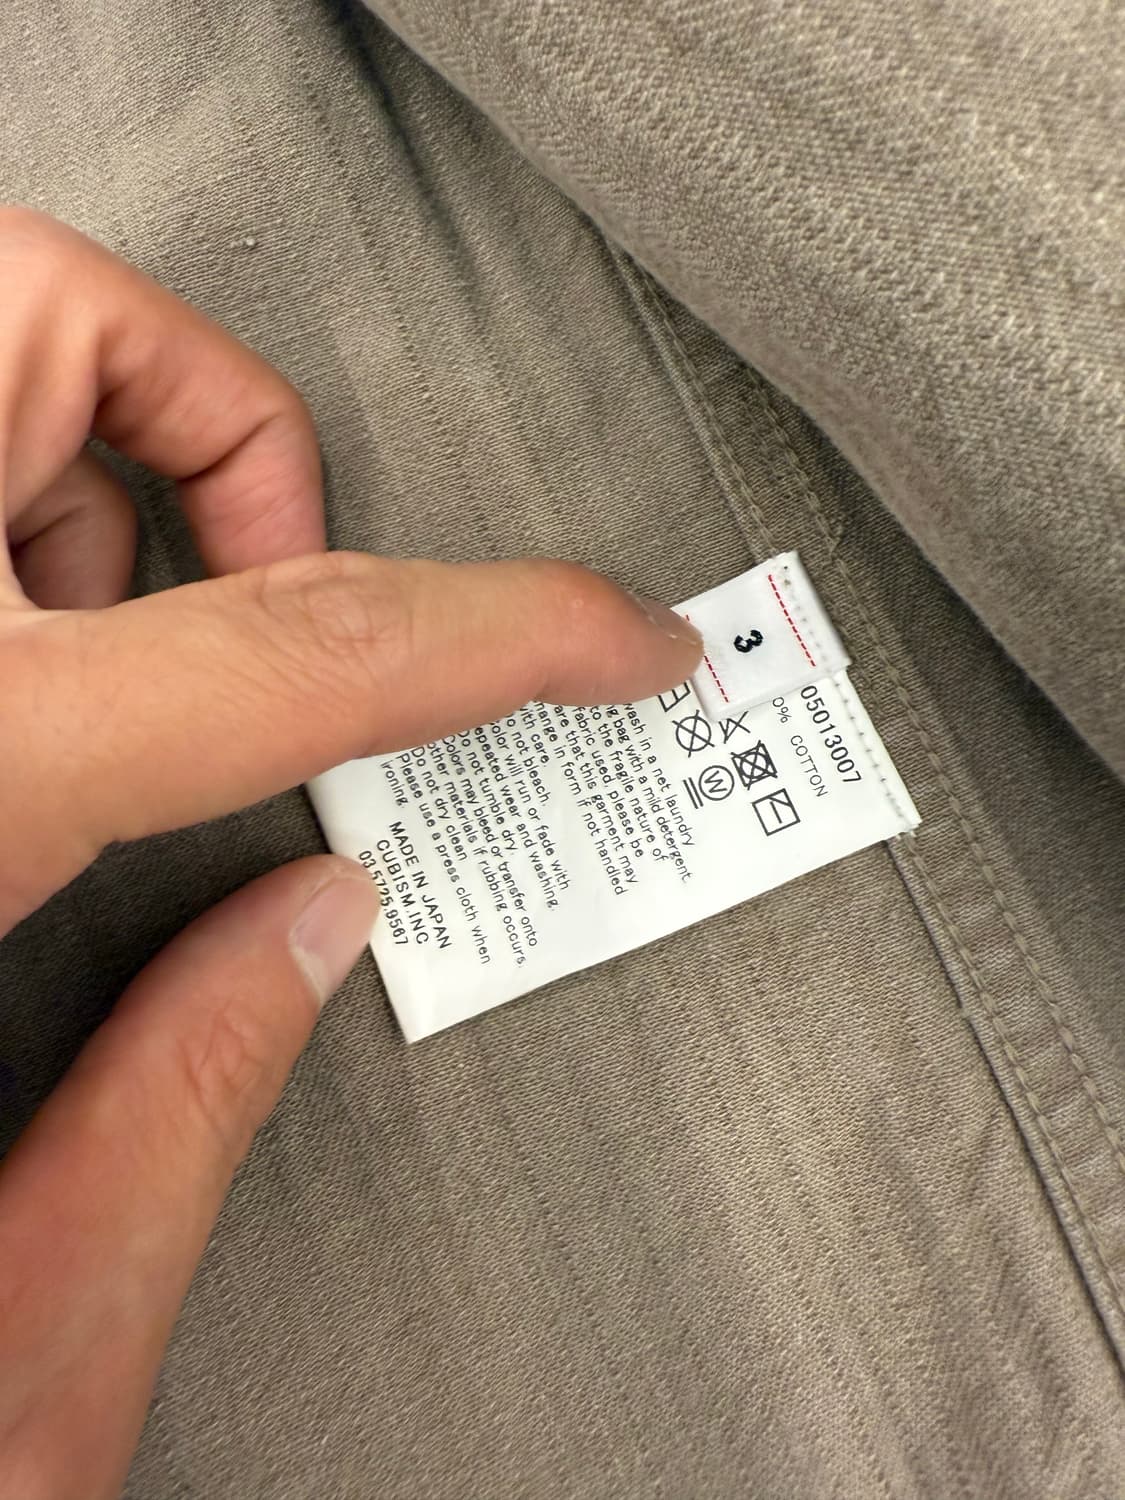 3
05013007
0% COTTON
W
wash in a net laundry
bag with a mild detergent.
to the fragile nature of
fabric used, please be
are that this garment may
hange in form if not handled
with care.
o not bleach.
olor will run or fade with
epeated wear and washing.
Do not tumble dry.
Colors may bleed or transfer onto
other materials if rubbing occurs.
Do not dry clean
Please use a press cloth when
ironing.
MADE IN JAPAN
CUBISM.INC
03.5725.9567